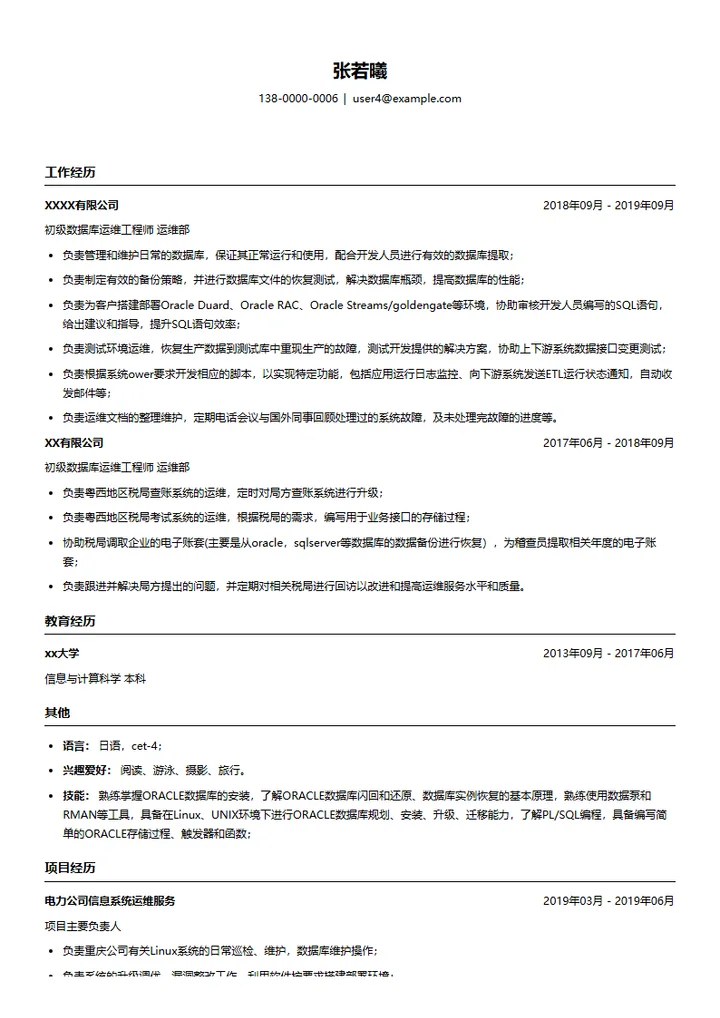 张若曦
138-0000-0006 | user4@example.com
工作经历
XXXX有限公司 2018年09月 - 2019年09月
初级数据库运维工程师 运维部
• 负责管理和维护日常的数据库，保证其正常运行和使用，配合开发人员进行有效的数据库提取；
• 负责制定有效的备份策略，并进行数据库文件的恢复测试，解决数据库瓶颈，提高数据库的性能；
• 负责为客户搭建部署Oracle Duard、Oracle RAC、Oracle Streams/goldengate等环境，协助审核开发人员编写的SQL语句，
给出建议和指导，提升SQL语句效率；
• 负责测试环境运维，恢复生产数据到测试库中重现生产的故障，测试开发提供的解决方案，协助上下游系统数据接口变更测试；
• 负责根据系统ower要求开发相应的脚本，以实现特定功能，包括应用运行日志监控、向下游系统发送ETL运行状态通知，自动收
发邮件等；
• 负责运维文档的整理维护，定期电话会议与国外同事回顾处理过的系统故障，及未处理完故障的进度等。
XX有限公司 2017年06月 - 2018年09月
初级数据库运维工程师 运维部
• 负责粤西地区税局查账系统的运维，定时对局方查账系统进行升级；
• 负责粤西地区税局考试系统的运维，根据税局的需求，编写用于业务接口的存储过程；
• 协助税局调取企业的电子账套(主要是从oracle，sqlserver等数据库的数据备份进行恢复），为稽查员提取相关年度的电子账
套；
• 负责跟进并解决局方提出的问题，并定期对相关税局进行回访以改进和提高运维服务水平和质量。
教育经历
xx大学 2013年09月 - 2017年06月
信息与计算科学 本科
其他
• 语言： 日语，cet-4；
• 兴趣爱好： 阅读、游泳、摄影、旅行。
• 技能： 熟练掌握ORACLE数据库的安装，了解ORACLE数据库闪回和还原、数据库实例恢复的基本原理，熟练使用数据泵和
RMAN等工具，具备在Linux、UNIX环境下进行ORACLE数据库规划、安装、升级、迁移能力，了解PL/SQL编程，具备编写简
单的ORACLE存储过程、触发器和函数；
项目经历
电力公司信息系统运维服务 2019年03月 - 2019年06月
项目主要负责人
• 负责重庆公司有关Linux系统的日常巡检、维护，数据库维护操作；
• 负责系统的升级调优、漏洞整改工作，利用软件按要求搭建部署环境；